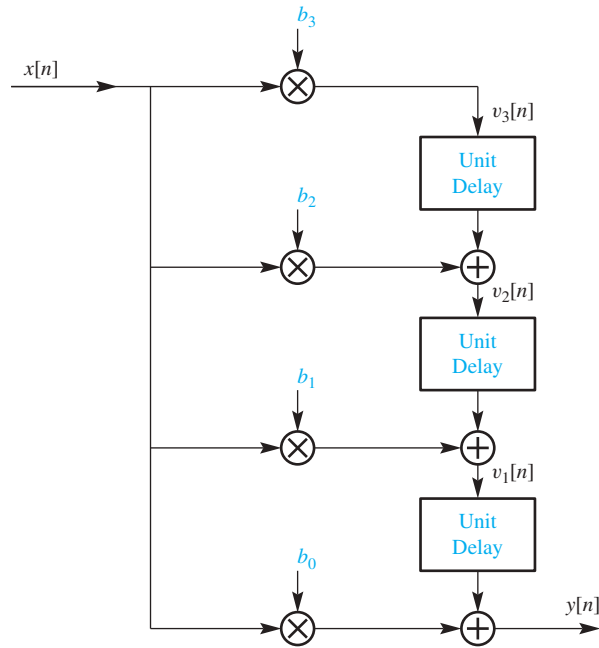 b₃
x[n]
v₃[n]
Unit
Delay
b₂
v₂[n]
Unit
Delay
b₁
v₁[n]
Unit
Delay
b₀
y[n]